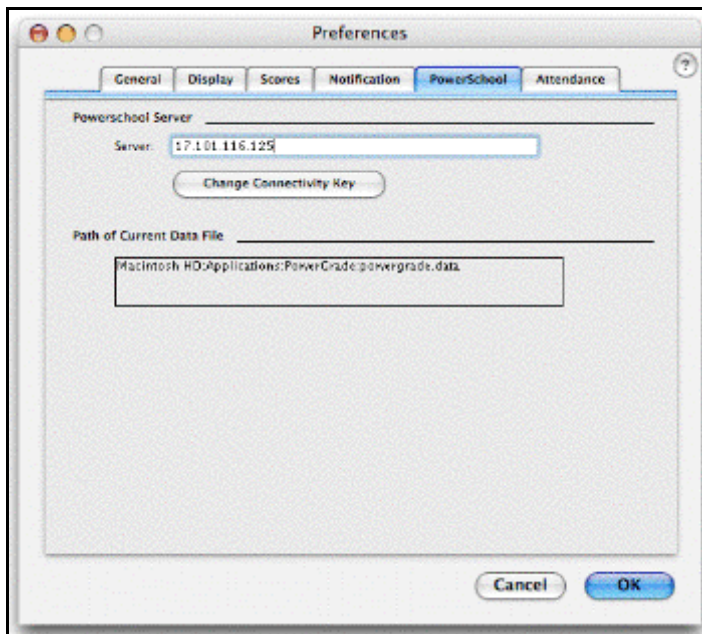 Preferences
?
General Display Scores Notification PowerSchool Attendance
Powerschool Server
Server: 17.101.116.125
Change Connectivity Key
Path of Current Data File
Macintosh HD:Applications:PowerGrade:powergrade.data
Cancel OK